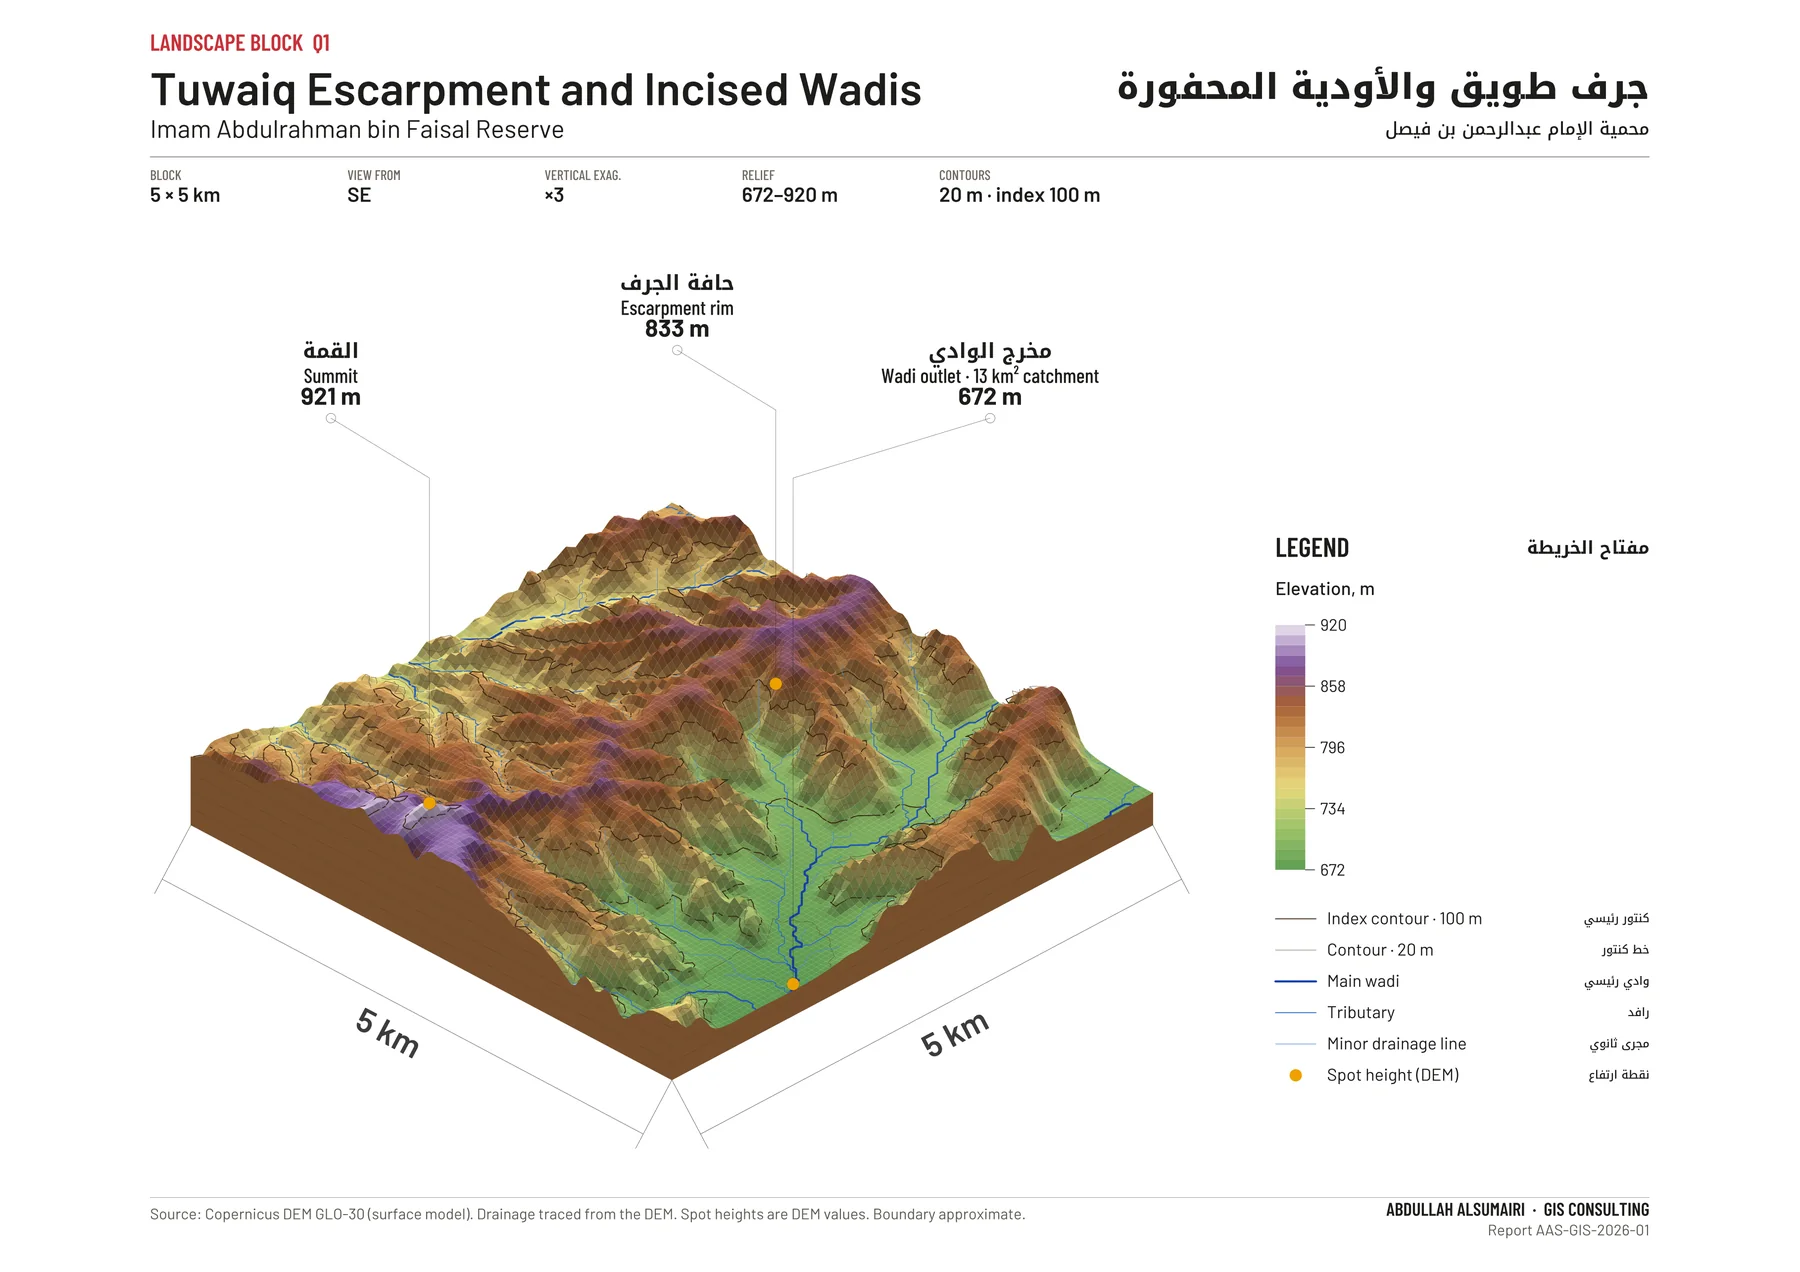 LANDSCAPE BLOCK Q1
Tuwaiq Escarpment and Incised Wadis
جرف طويق والأودية المحفورة
Imam Abdulrahman bin Faisal Reserve
محمية الإمام عبدالرحمن بن فيصل
BLOCK
5 × 5 km
VIEW FROM
SE
VERTICAL EXAG.
×3
RELIEF
672–920 m
CONTOURS
20 m · index 100 m
حافة الجرف
Escarpment rim
833 m
القمة
Summit
921 m
مخرج الوادي
Wadi outlet · 13 km² catchment
672 m
5 km
5 km
LEGEND
مفتاح الخريطة
Elevation, m
920
858
796
734
672
Index contour · 100 m
كنتور رئيسي
Contour · 20 m
خط كنتور
Main wadi
وادي رئيسي
Tributary
رافد
Minor drainage line
مجرى ثانوي
Spot height (DEM)
نقطة ارتفاع
Source: Copernicus DEM GLO-30 (surface model). Drainage traced from the DEM. Spot heights are DEM values. Boundary approximate.
ABDULLAH ALSUMAIRI · GIS CONSULTING
Report AAS-GIS-2026-01